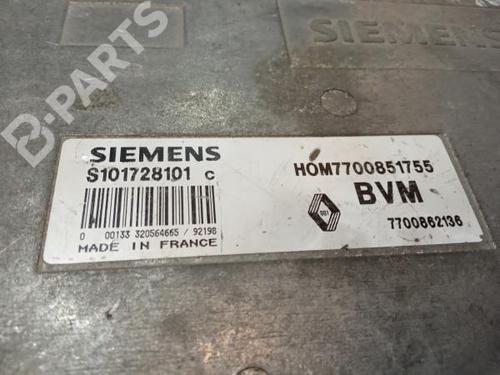 B-PARTS
SIEMENS
SIEMENS
S101728101 C
0 00133 320564665 / 92198
MADE IN FRANCE
HOM7700851755
BVM
7700862136